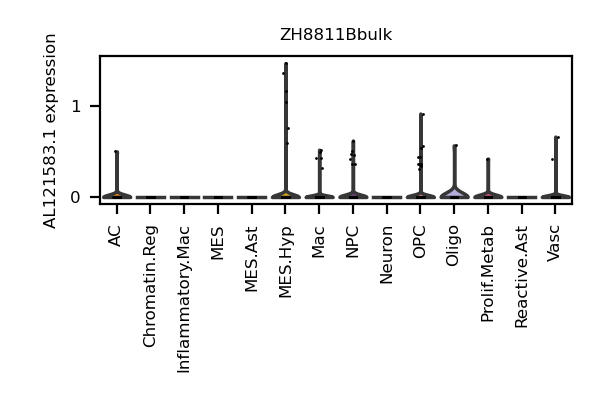 ZH8811Bbulk
AL121583.1 expression
1
0
AC
Chromatin.Reg
Inflammatory.Mac
MES
MES.Ast
MES.Hyp
Mac
NPC
Neuron
OPC
Oligo
Prolif.Metab
Reactive.Ast
Vasc